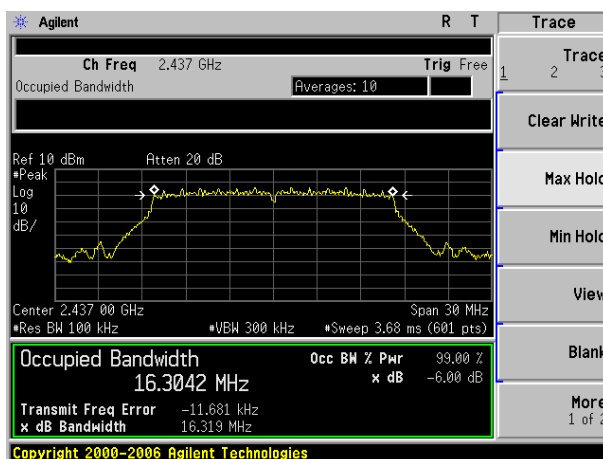 Agilent R T Trace
Ch Freq 2.437 GHz Trig Free
Occupied Bandwidth Averages: 10
Trace
1 2 3
Clear Write
Max Hold
Min Hold
View
Blank
More
1 of 2
Ref 10 dBm Atten 20 dB
#Peak
Log
10
dB/
Center 2.437 00 GHz Span 30 MHz
#Res BW 100 kHz #VBW 300 kHz #Sweep 3.68 ms (601 pts)
Occupied Bandwidth Occ BW % Pwr 99.00 %
16.3042 MHz x dB -6.00 dB
Transmit Freq Error -11.681 kHz
x dB Bandwidth 16.319 MHz
Copyright 2000-2006 Agilent Technologies